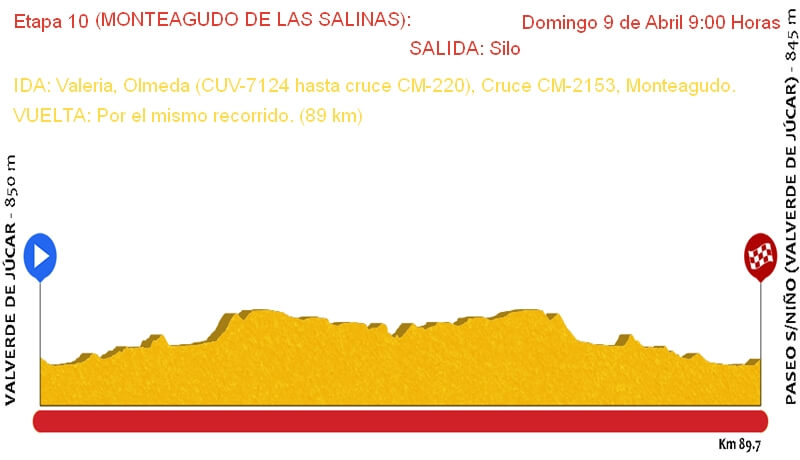 Etapa 10 (MONTEAGUDO DE LAS SALINAS):
Domingo 9 de Abril 9:00 Horas
SALIDA: Silo
IDA: Valeria, Olmeda (CUV-7124 hasta cruce CM-220), Cruce CM-2153, Monteagudo.
VUELTA: Por el mismo recorrido. (89 km)
VALVERDE DE JÚCAR - 850 m
PASEO S/NIÑO (VALVERDE DE JÚCAR) - 845 m
Km 89.7